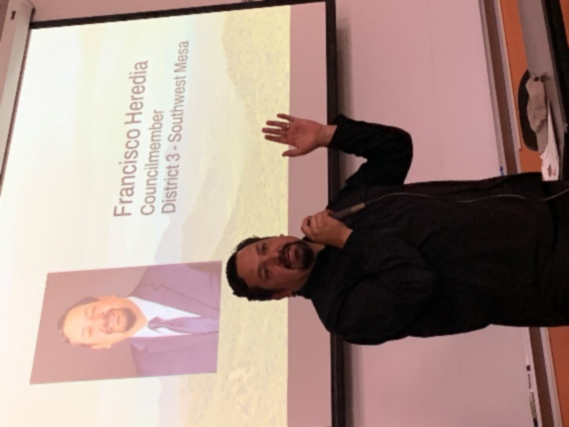 Francisco Heredia
Councilmember
District 3 - Southwest Mesa